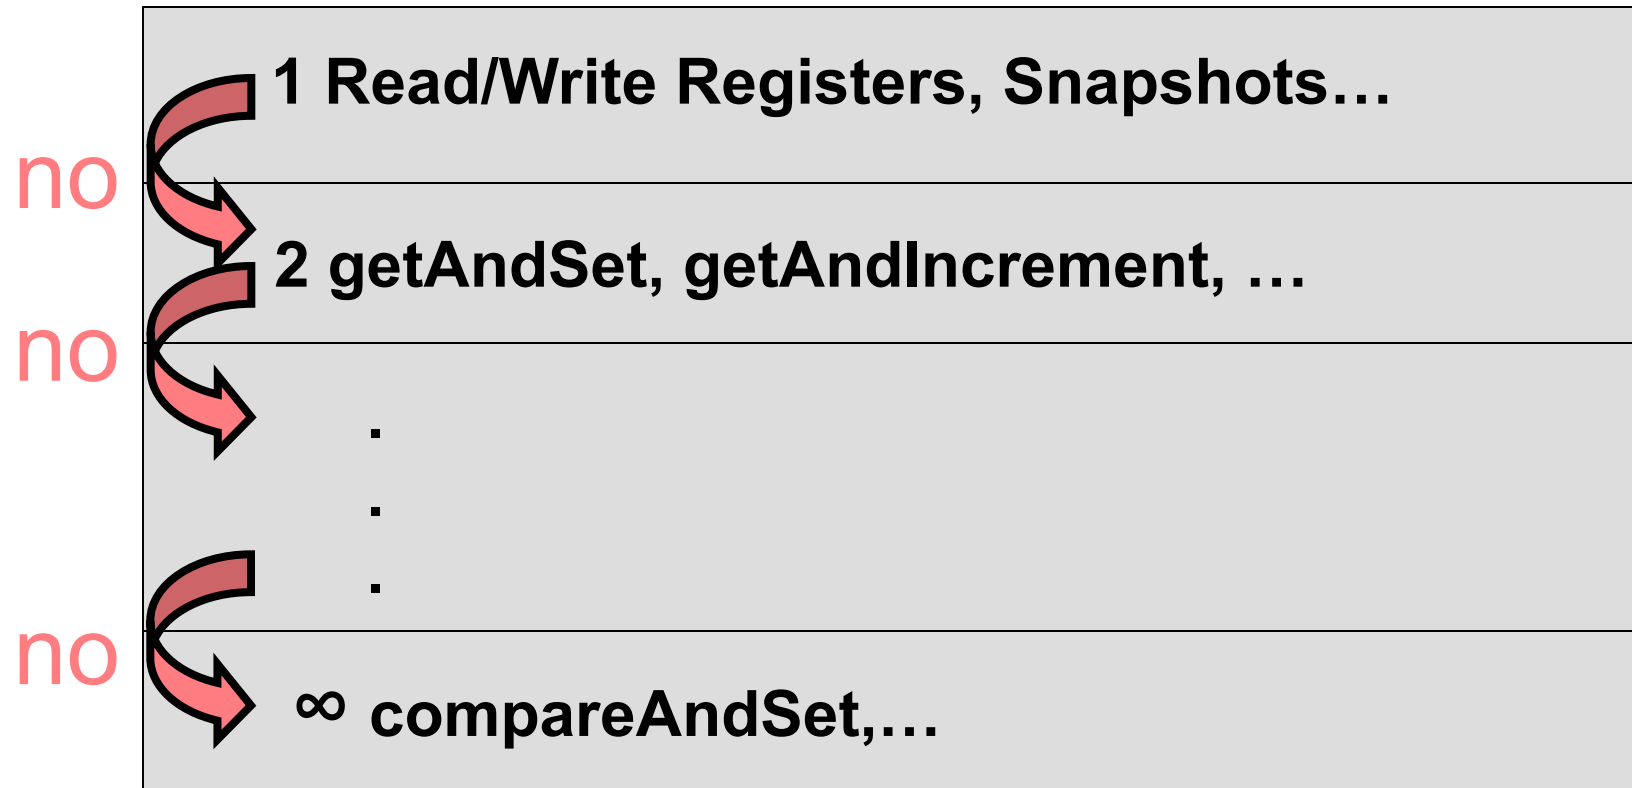 1 Read/Write Registers, Snapshots…
no
2 getAndSet, getAndIncrement, …
no
.
.
.
no
∞ compareAndSet,…